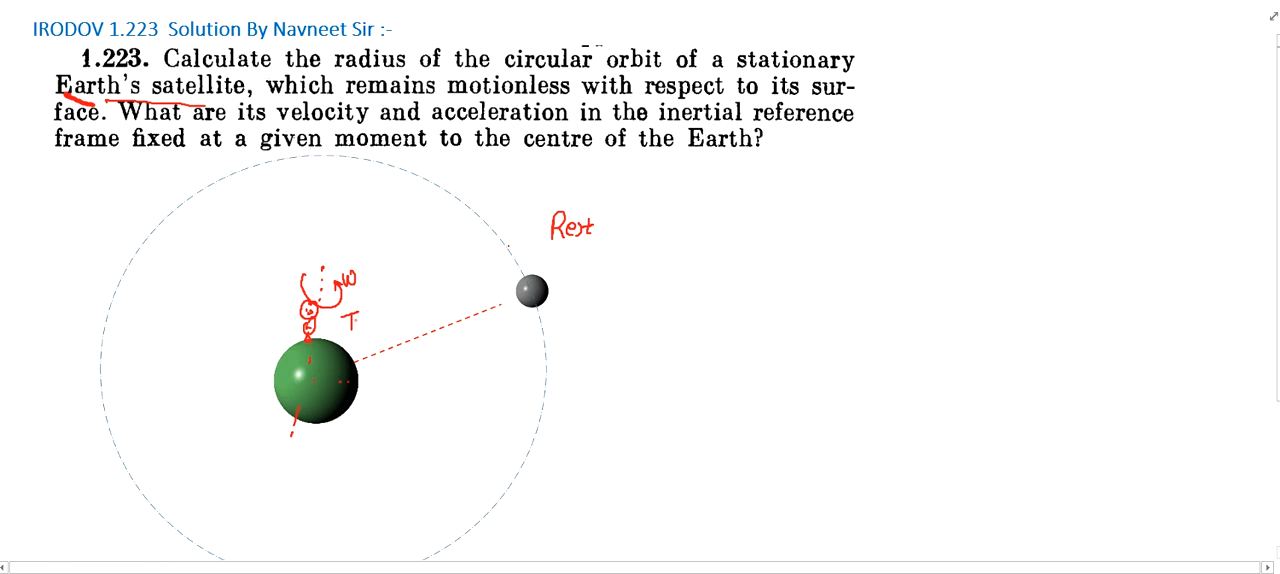 IRODOV 1.223 Solution By Navneet Sir :-
1.223. Calculate the radius of the circular orbit of a stationary
Earth's satellite, which remains motionless with respect to its sur-
face. What are its velocity and acceleration in the inertial reference
frame fixed at a given moment to the centre of the Earth?
Rest
ω
T